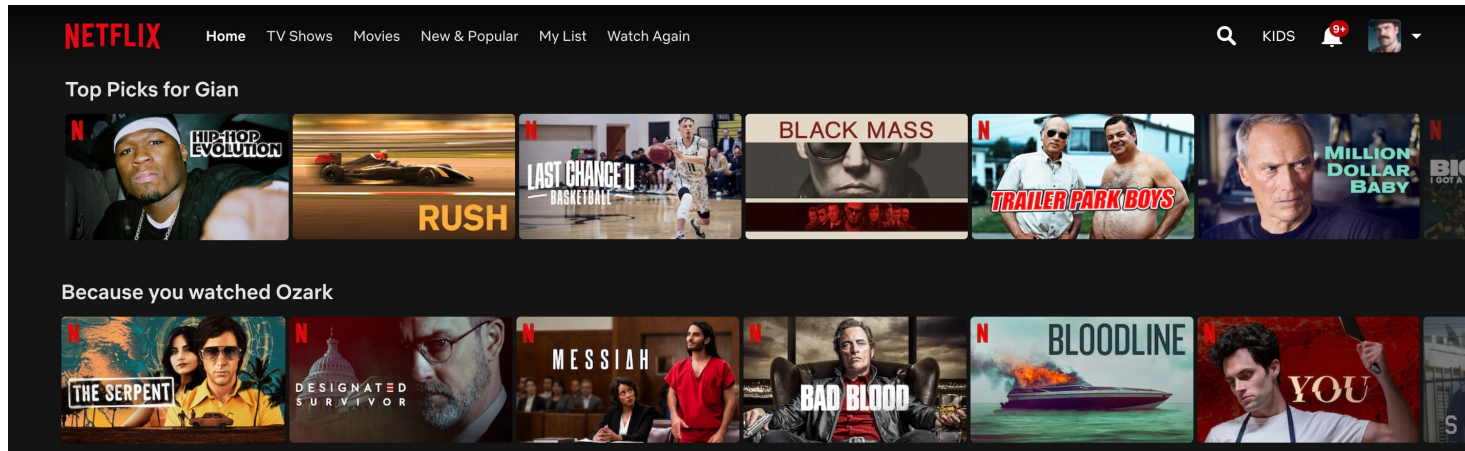 NETFLIX Home TV Shows Movies New & Popular My List Watch Again KIDS 9+
Top Picks for Gian
N
HIP-HOP
EVOLUTION
RUSH
N
LAST CHANCE U
BASKETBALL
BLACK MASS
N
TRAILER PARK BOYS
MILLION
DOLLAR
BABY
N
I GOT A
Because you watched Ozark
N
THE SERPENT
N
DESIGNATED
SURVIVOR
N
MESSIAH
N
BAD BLOOD
N
BLOODLINE
N
YOU
S